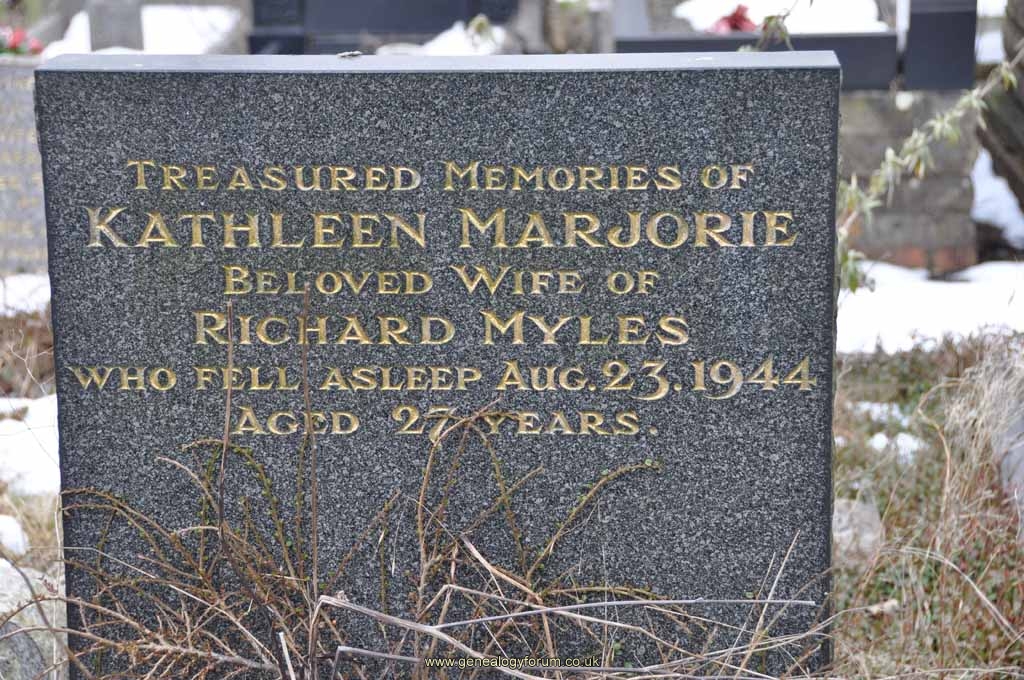 Treasured Memories of
Kathleen Marjorie
Beloved Wife of
Richard Myles
who fell asleep Aug. 23. 1944
Aged 27 years.
www.genealogyforum.co.uk